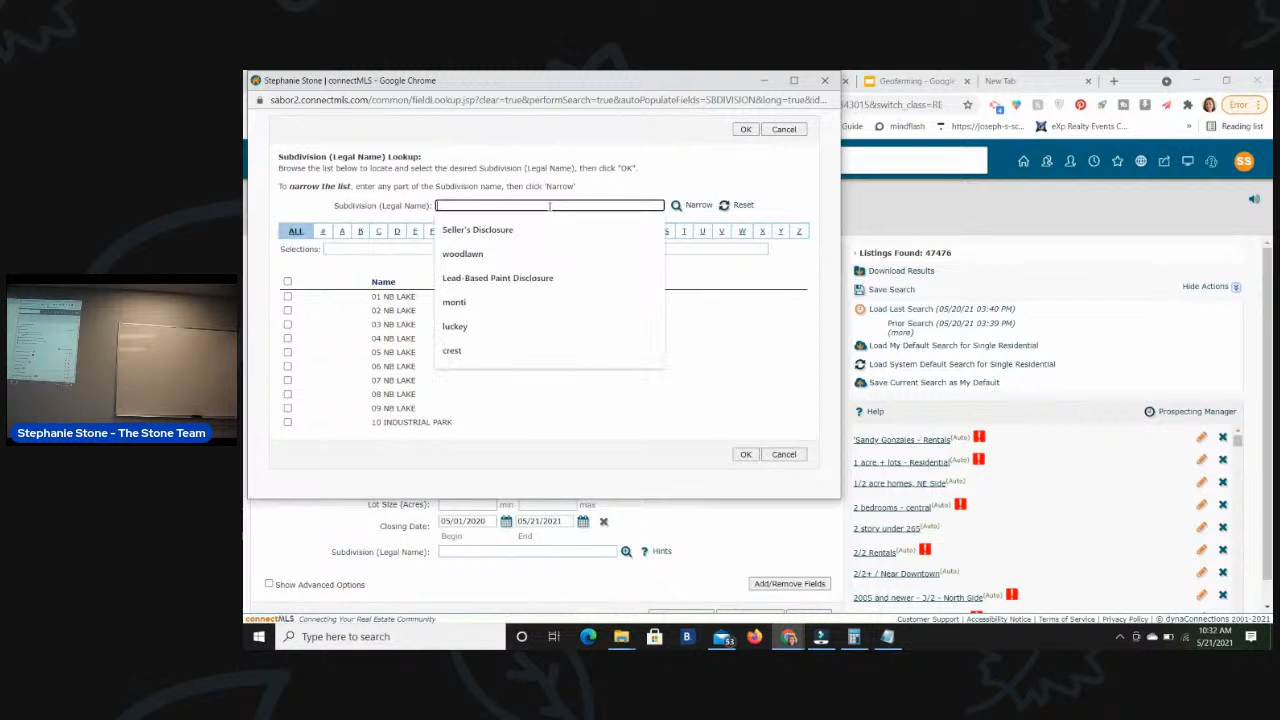 Stephanie Stone | connectMLS - Google Chrome
sabor2.connectmls.com/common/fieldLookup.jsp?clear=true&performSearch=true&autoPopulateFields=SBDIVISION&long=true&id...
OK Cancel
Subdivision (Legal Name) Lookup:
Browse the list below to locate and select the desired Subdivision (Legal Name), then click "OK".
To narrow the list, enter any part of the Subdivision name, then click 'Narrow'
Subdivision (Legal Name): Narrow Reset
ALL # A B C D E F S T U V W X Y Z
Selections:
Seller's Disclosure
woodlawn
Lead-Based Paint Disclosure
monti
luckey
crest
Name
01 NB LAKE
02 NB LAKE
03 NB LAKE
04 NB LAKE
05 NB LAKE
06 NB LAKE
07 NB LAKE
08 NB LAKE
09 NB LAKE
10 INDUSTRIAL PARK
OK Cancel
Lot Size (Acres): min max
Closing Date: 05/01/2020 05/21/2021
Begin End
Subdivision (Legal Name): ? Hints
Show Advanced Options Add/Remove Fields
Geofarming - Google New Tab
343015&switch_class=RE Error
Guide mindflash https://joseph-s-sc... eXp Realty Events C... » Reading list
SS
Listings Found: 47476
Download Results
Save Search Hide Actions
Load Last Search (05/20/21 03:40 PM)
Prior Search (05/20/21 03:39 PM)
(more)
Load My Default Search for Single Residential
Load System Default Search for Single Residential
Save Current Search as My Default
? Help Prospecting Manager
'Sandy Gonzales - Rentals (Auto)
1 acre + lots - Residential (Auto)
1/2 acre homes, NE Side (Auto)
2 bedrooms - central (Auto)
2 story under 265 (Auto)
2/2 Rentals (Auto)
2/2+ / Near Downtown (Auto)
2005 and newer - 3/2 - North Side (Auto)
connectMLS Connecting Your Real Estate Community
Customer Support | Accessibility Notice | Terms of Service | Privacy Policy | © dynaConnections 2001-2021
Type here to search
B.
53
10:32 AM
5/21/2021
Stephanie Stone - The Stone Team